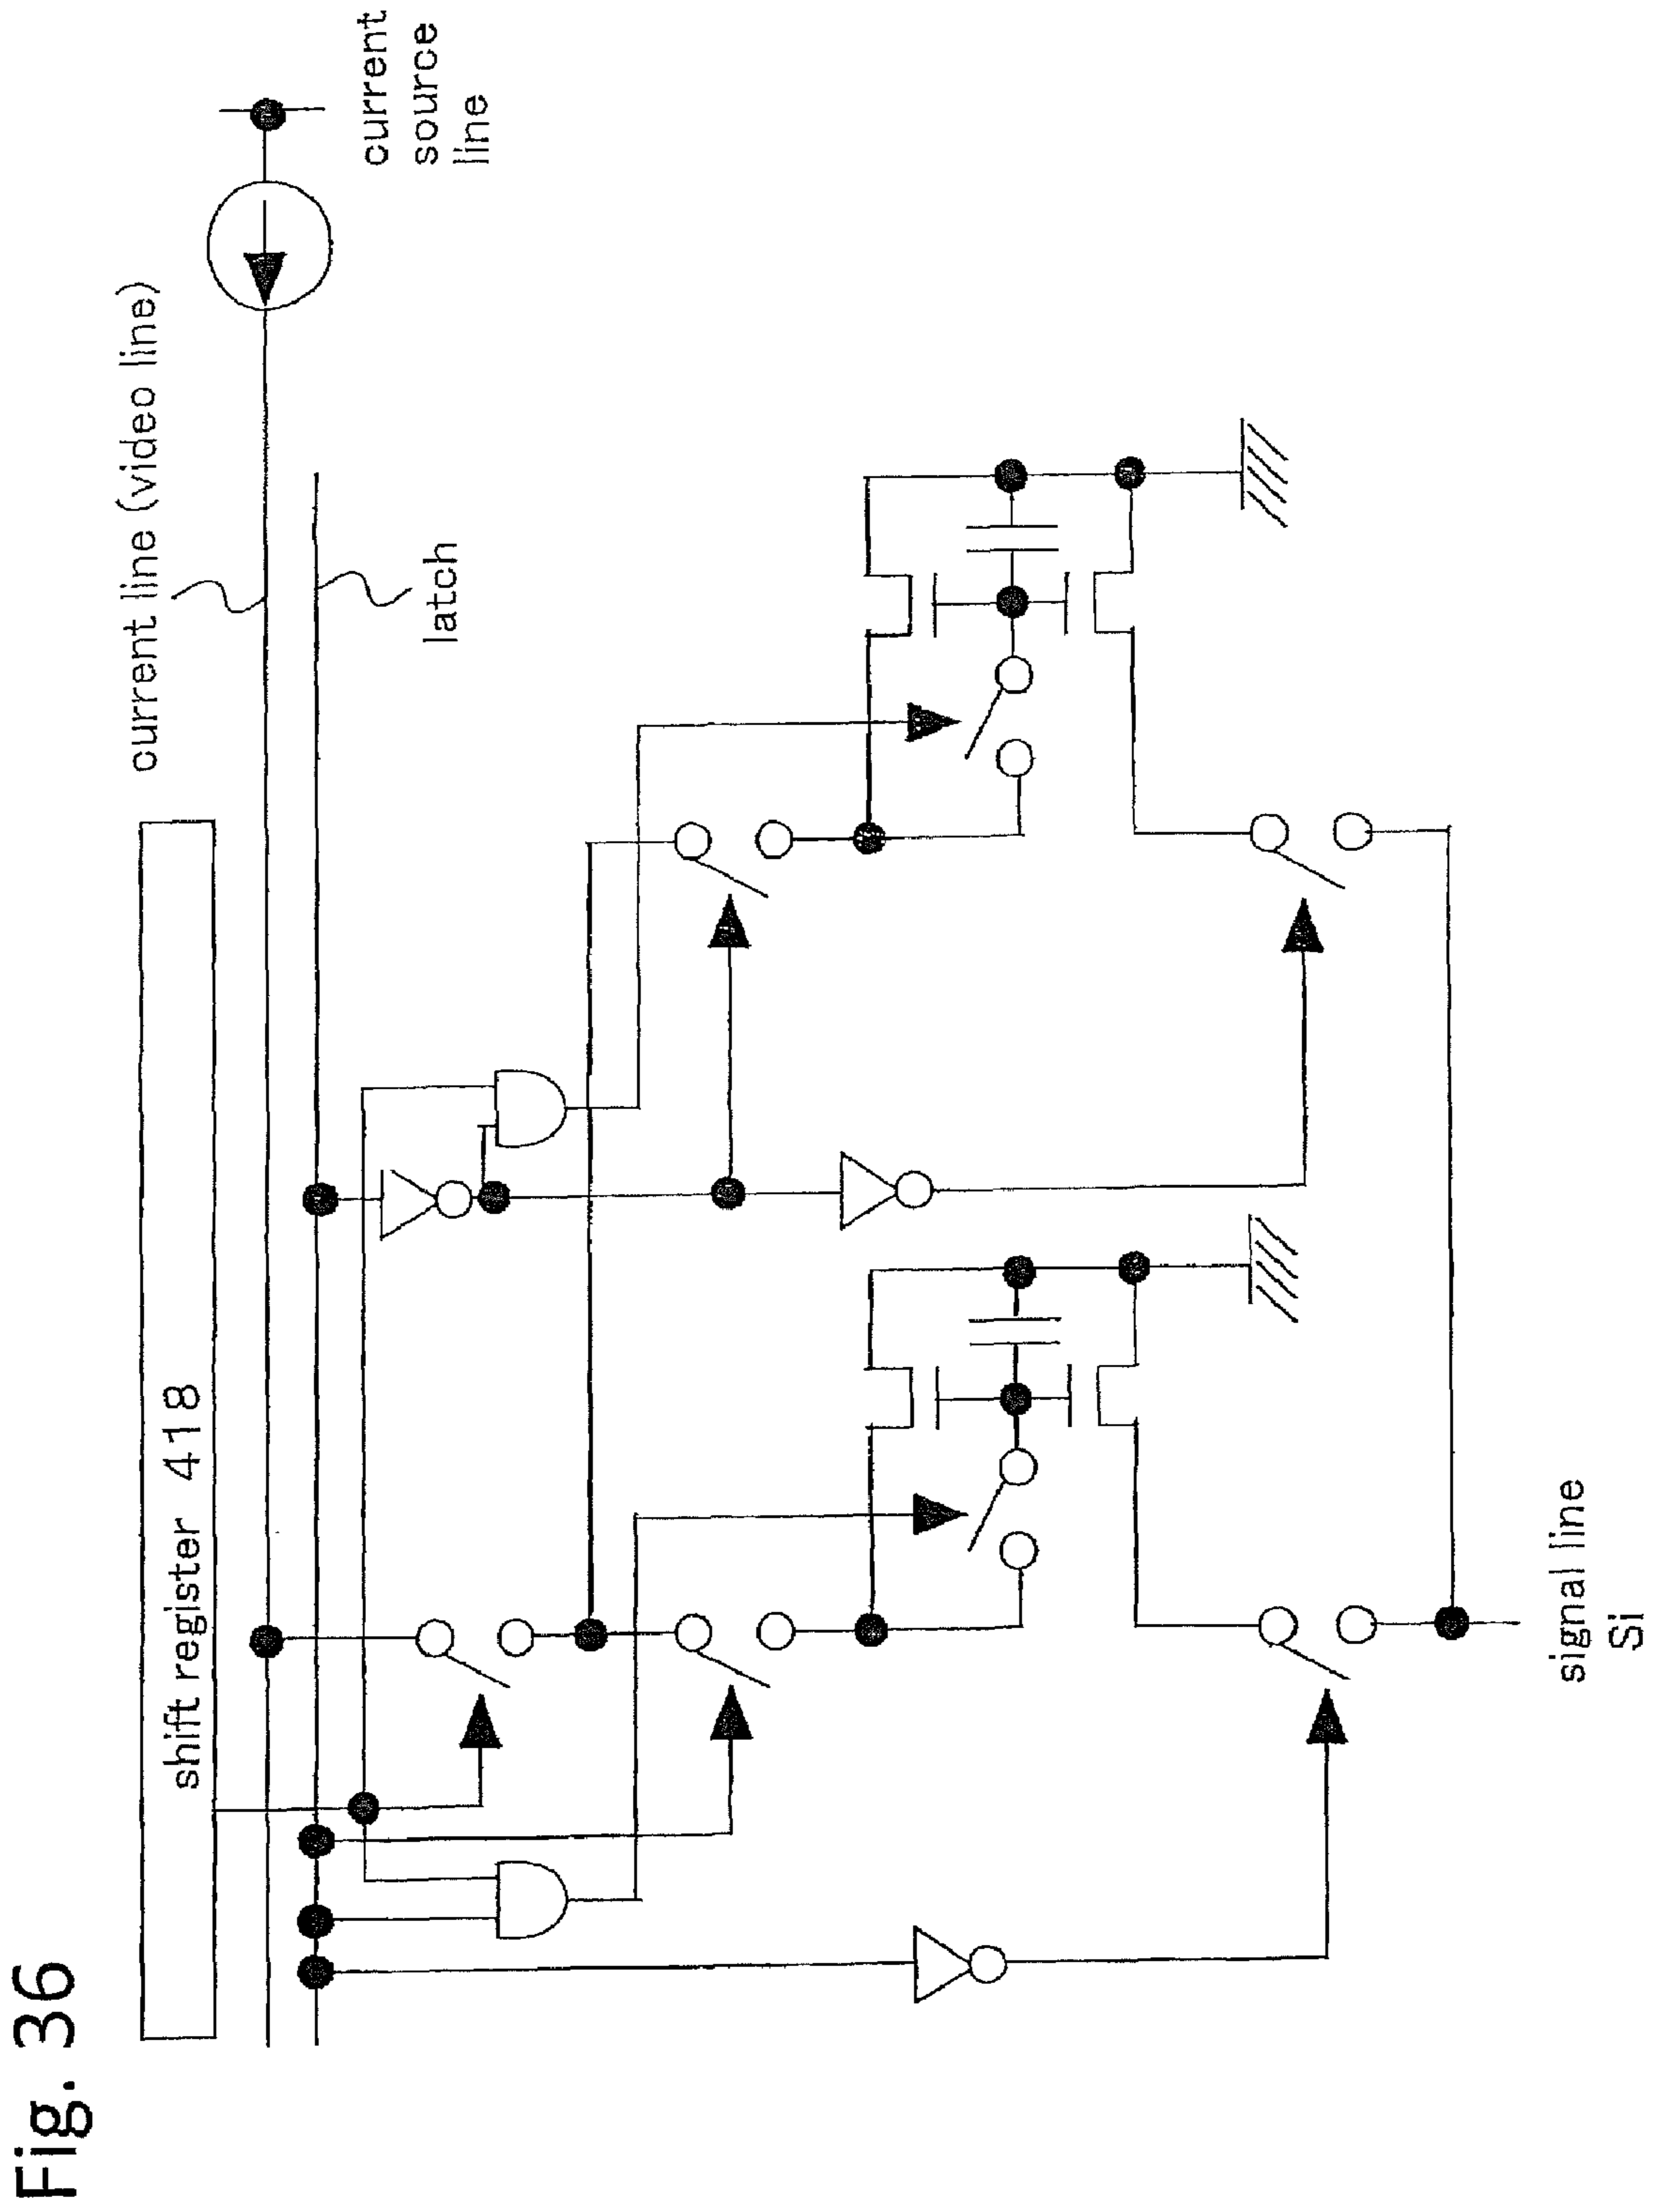 Fig. 36
shift register 418
current line (video line)
latch
current
source
line
signal line
Si